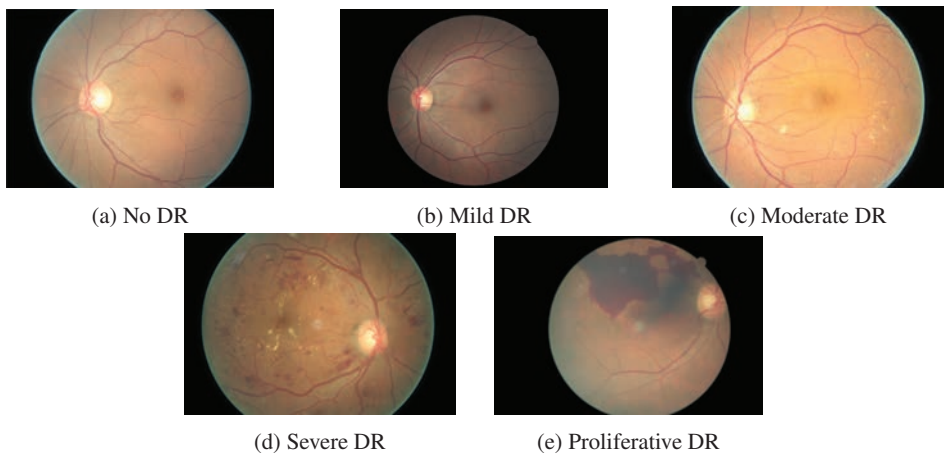 (a) No DR
(b) Mild DR
(c) Moderate DR
(d) Severe DR
(e) Proliferative DR